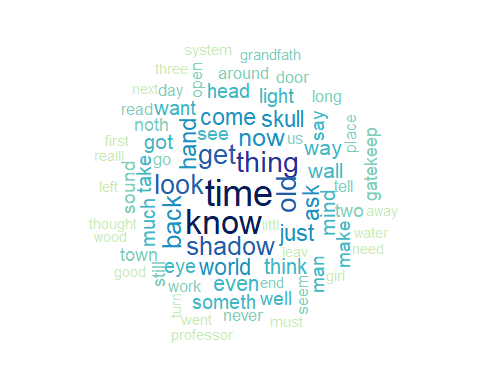 system
grandfath
three
open
around
door
next
day
head
light
long
read
want
come
skull
noth
hand
see
now
us
say
place
first
got
way
realli
go
get
thing
wall
gatekeep
sound
take
look
time
old
ask
mind
tell
left
much
back
know
littl
just
two
away
thought
wood
shadow
make
water
town
still
eye
world
leav
think
man
need
good
work
even
end
seem
girl
turn
someth
well
went
never
must
professor